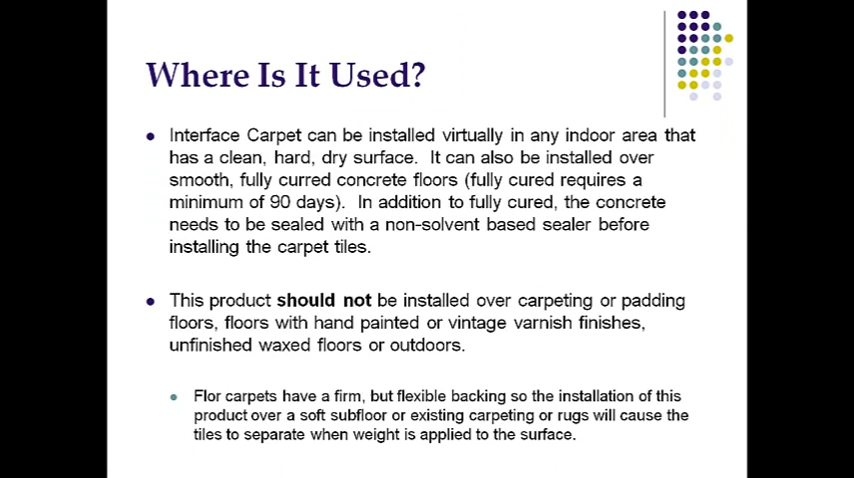 Where Is It Used?
Interface Carpet can be installed virtually in any indoor area that
has a clean, hard, dry surface. It can also be installed over
smooth, fully curred concrete floors (fully cured requires a
minimum of 90 days). In addition to fully cured, the concrete
needs to be sealed with a non-solvent based sealer before
installing the carpet tiles.
This product should not be installed over carpeting or padding
floors, floors with hand painted or vintage varnish finishes,
unfinished waxed floors or outdoors.
Flor carpets have a firm, but flexible backing so the installation of this
product over a soft subfloor or existing carpeting or rugs will cause the
tiles to separate when weight is applied to the surface.